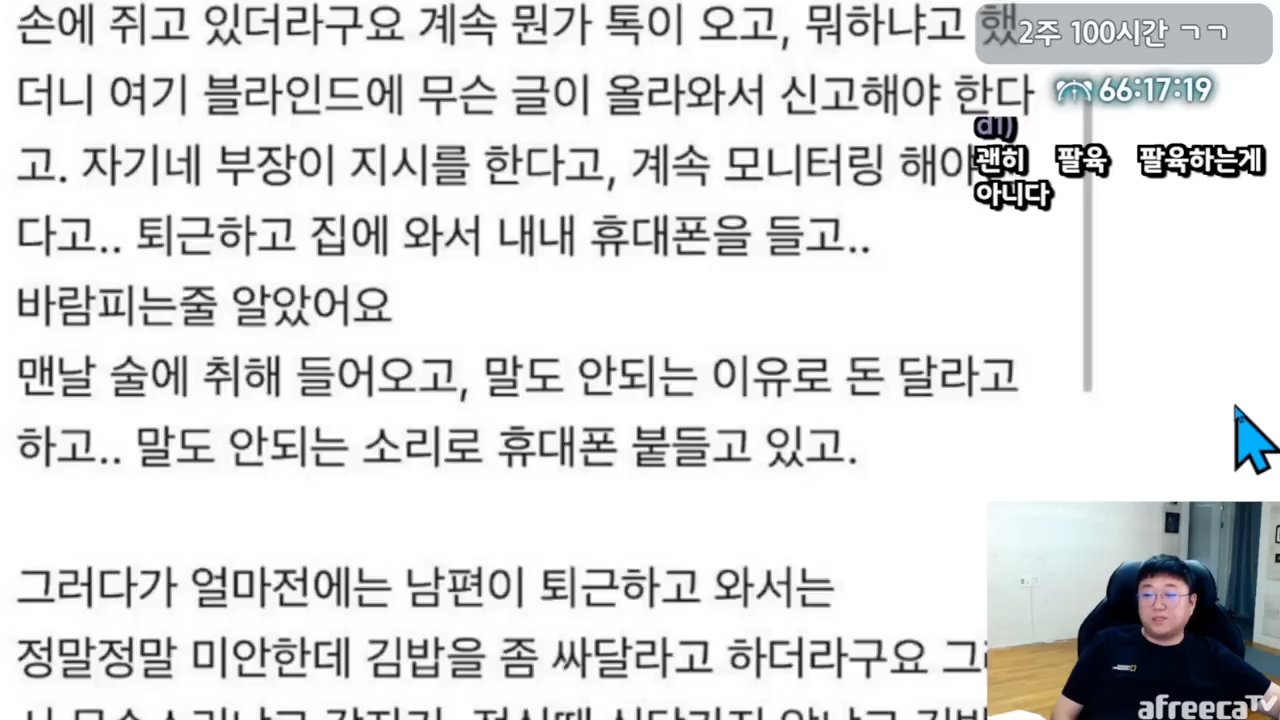 손에 쥐고 있더라구요 계속 뭔가 톡이 오고, 뭐하냐고 했
더니 여기 블라인드에 무슨 글이 올라와서 신고해야 한다
고. 자기네 부장이 지시를 한다고, 계속 모니터링 해야
다고.. 퇴근하고 집에 와서 내내 휴대폰을 들고..
바람피는줄 알았어요
맨날 술에 취해 들어오고, 말도 안되는 이유로 돈 달라고
하고.. 말도 안되는 소리로 휴대폰 붙들고 있고.
그러다가 얼마전에는 남편이 퇴근하고 와서는
정말정말 미안한데 김밥을 좀 싸달라고 하더라구요
2주 100시간 ㄱㄱ
66:17:19
괜히 팔육 팔육하는게
아니다
afreecaTV